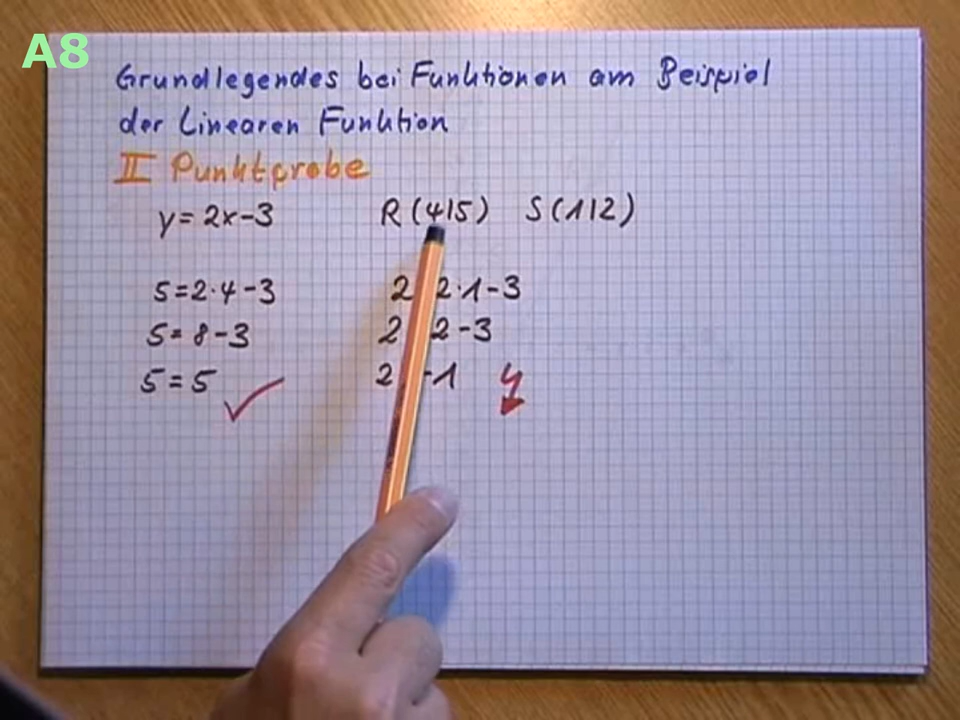 A8
Grundlegendes bei Funktionen am Beispiel
der Linearen Funktion
II Punktprobe
y = 2x - 3 R (4|5) S (1|2)
5 = 2 · 4 - 3 2 2 · 1 - 3
5 = 8 - 3 2 2 - 3
5 = 5 ✓ 2 -1